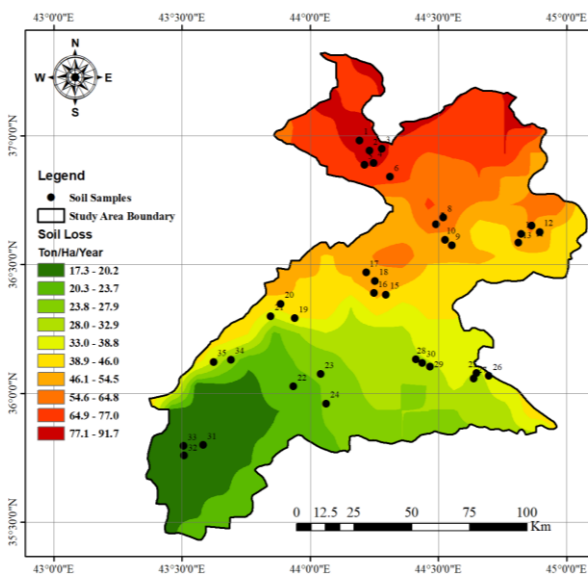 43°0'0"E 43°30'0"E 44°0'0"E 44°30'0"E 45°0'0"E
N
W E
S
37°0'0"N
36°30'0"N
36°0'0"N
35°30'0"N
Legend
Soil Samples
Study Area Boundary
Soil Loss
Ton/Ha/Year
17.3 - 20.2
20.3 - 23.7
23.8 - 27.9
28.0 - 32.9
33.0 - 38.8
38.9 - 46.0
46.1 - 54.5
54.6 - 64.8
64.9 - 77.0
77.1 - 91.7
1
3
6
8
12
13
10 9
17
18
16 15
20
21 19
35 34
30
29
26
23
22
24
33 31
32
0 12.5 25 50 75 100
Km
43°0'0"E 43°30'0"E 44°0'0"E 44°30'0"E 45°0'0"E